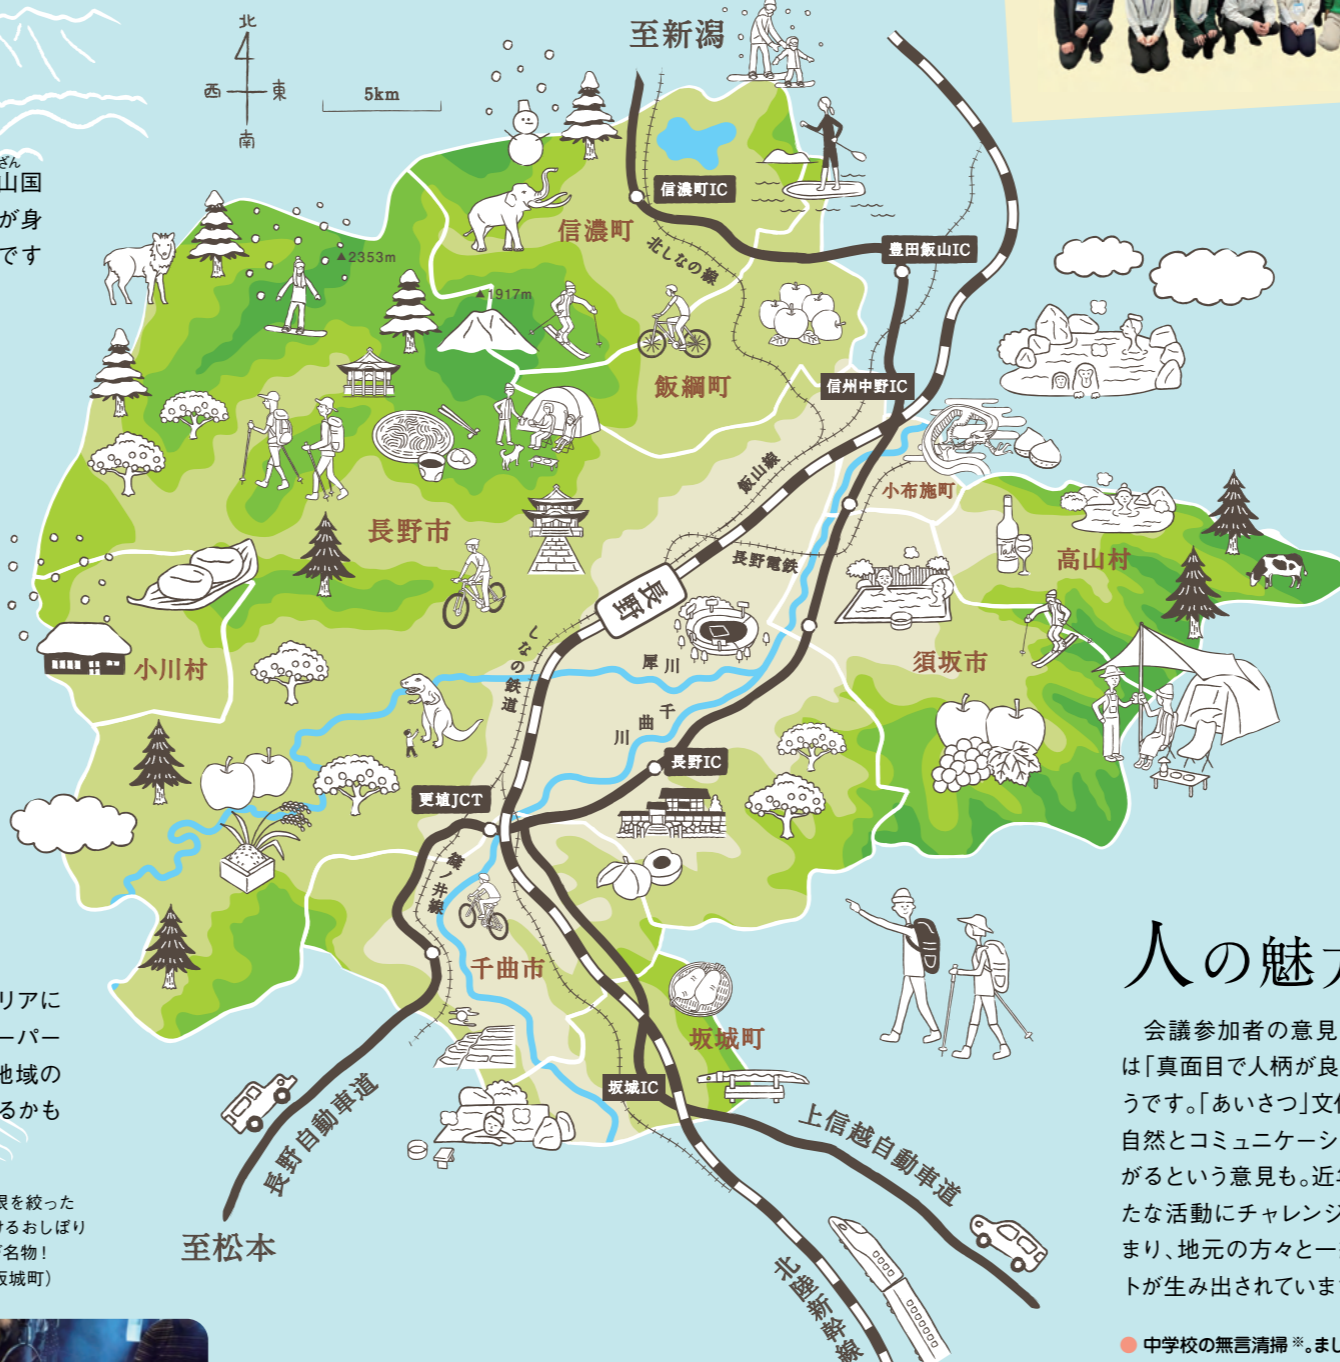 北
西
東
南
5km
至新潟
ざん
山国
が身
です
信濃町IC
信濃町
北しなの線
豊田飯山IC
▲2353m
▲1917m
飯綱町
信州中野IC
飯山線
小布施町
長野市
長野電鉄
高山村
長野
しなの鉄道
犀川
小川村
須坂市
千曲川
長野IC
更埴JCT
篠ノ井線
千曲市
坂城町
坂城IC
長野自動車道
上信越自動車道
至松本
北陸新幹線
リアに
ーパー
地域の
るかも
限を絞った
けるおしぼり
名物！
坂城町）
人の魅
会議参加者の意見
は「真面目で人柄が良
うです。「あいさつ」文
自然とコミュニケーシ
がるという意見も。近
たな活動にチャレンジ
まり、地元の方々と一
トが生み出されていま
● 中学校の無言清掃※。まし